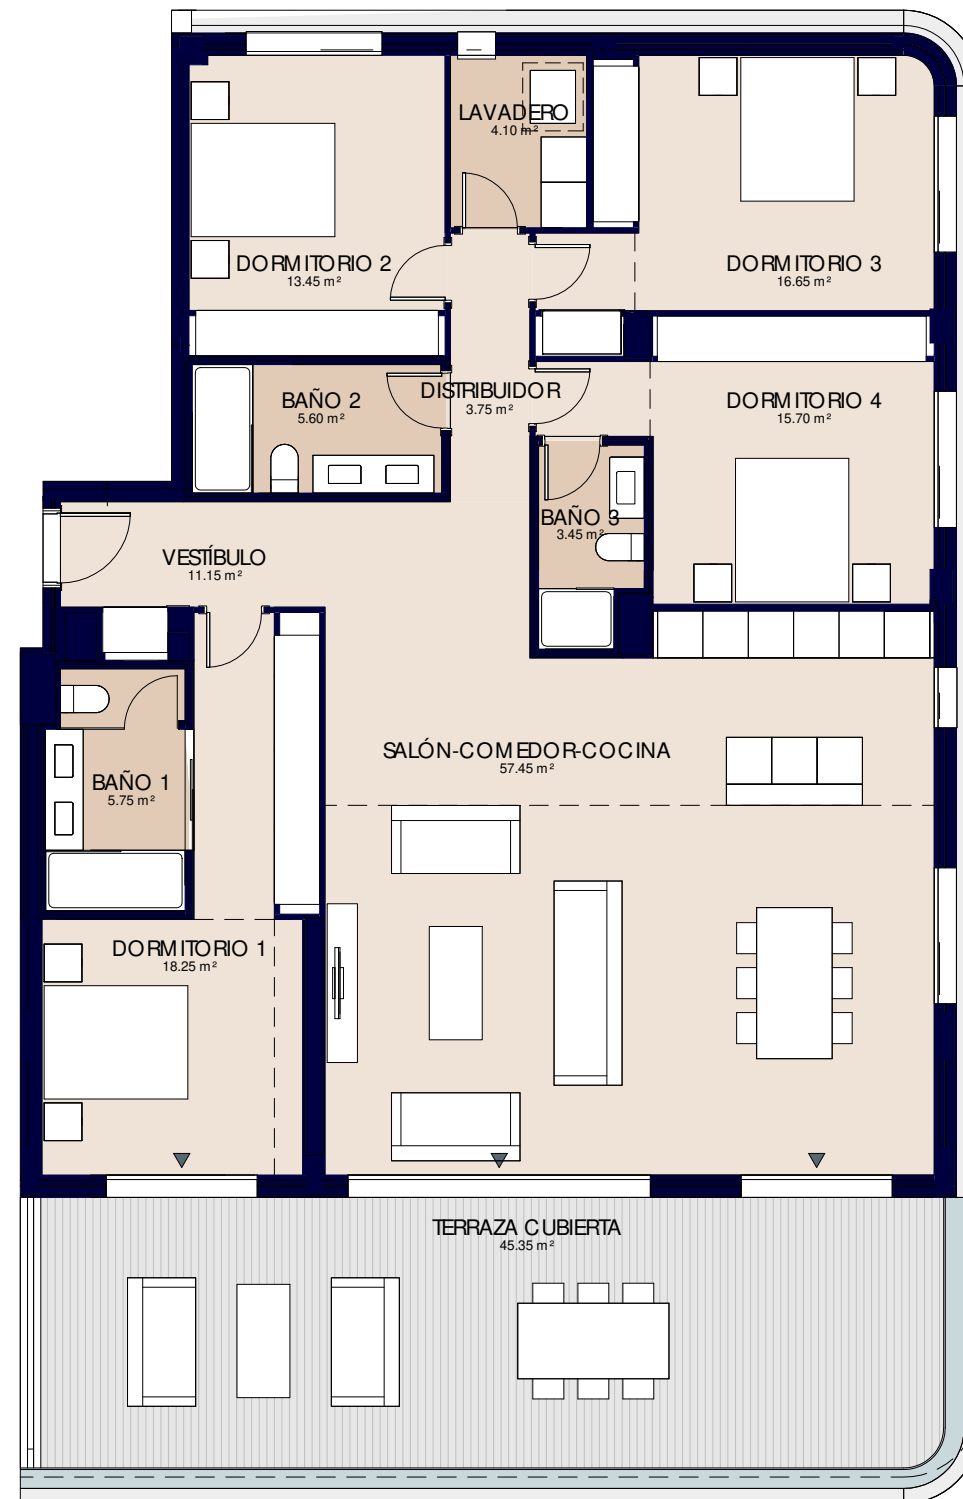 LAVADERO
4.10 m²
DORMITORIO 2
13.45 m²
DORMITORIO 3
16.65 m²
BAÑO 2
5.60 m²
DISTRIBUIDOR
3.75 m²
DORMITORIO 4
15.70 m²
BAÑO 3
3.45 m²
VESTÍBULO
11.15 m²
SALÓN-COMEDOR-COCINA
57.45 m²
BAÑO 1
5.75 m²
DORMITORIO 1
18.25 m²
TERRAZA CUBIERTA
45.35 m²